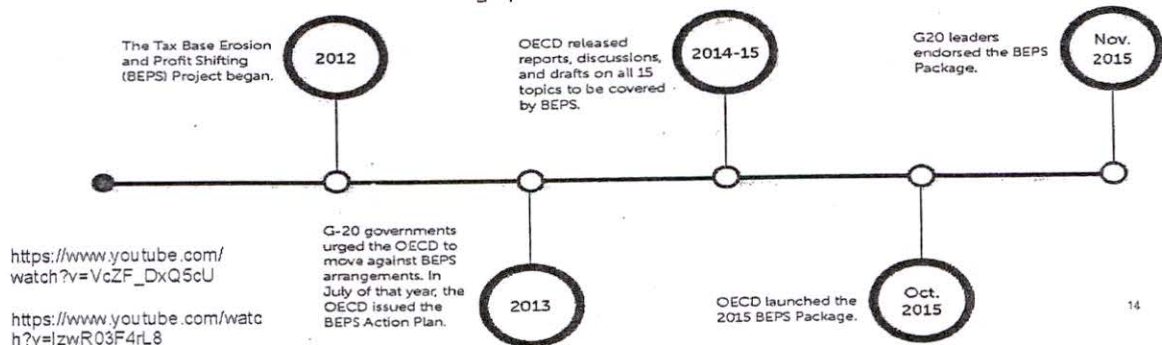 The Tax Base Erosion
and Profit Shifting
(BEPS) Project began.
2012
OECD released
reports, discussions,
and drafts on all 15
topics to be covered
by BEPS.
2014-15
G20 leaders
endorsed the BEPS
Package.
Nov.
2015
https://www.youtube.com/
watch?v=VcZF_DxQ5cU
https://www.youtube.com/watc
h?v=IzwR03F4rL8
G-20 governments
urged the OECD to
move against BEPS
arrangements. In
July of that year, the
OECD issued the
BEPS Action Plan.
2013
OECD launched the
2015 BEPS Package.
Oct.
2015
14